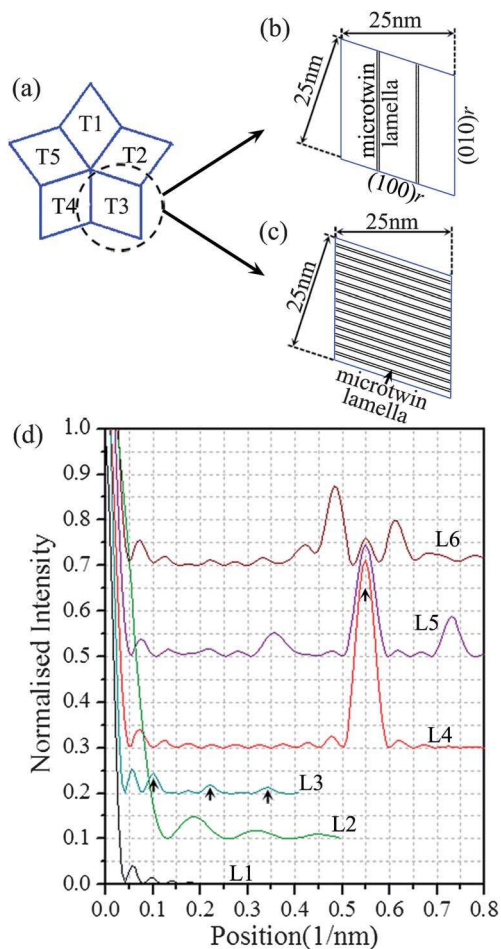 (a)
T1
T2
T3
T4
T5
(b)
25nm
25nm
microtwin
lamella
(100)r
(010)r
(c)
25nm
25nm
microtwin
lamella
(d)
Normalised Intensity
1.0
0.9
0.8
0.7
0.6
0.5
0.4
0.3
0.2
0.1
0.0
L6
L5
L4
L3
L2
L1
0.0 0.1 0.2 0.3 0.4 0.5 0.6 0.7 0.8
Position(1/nm)